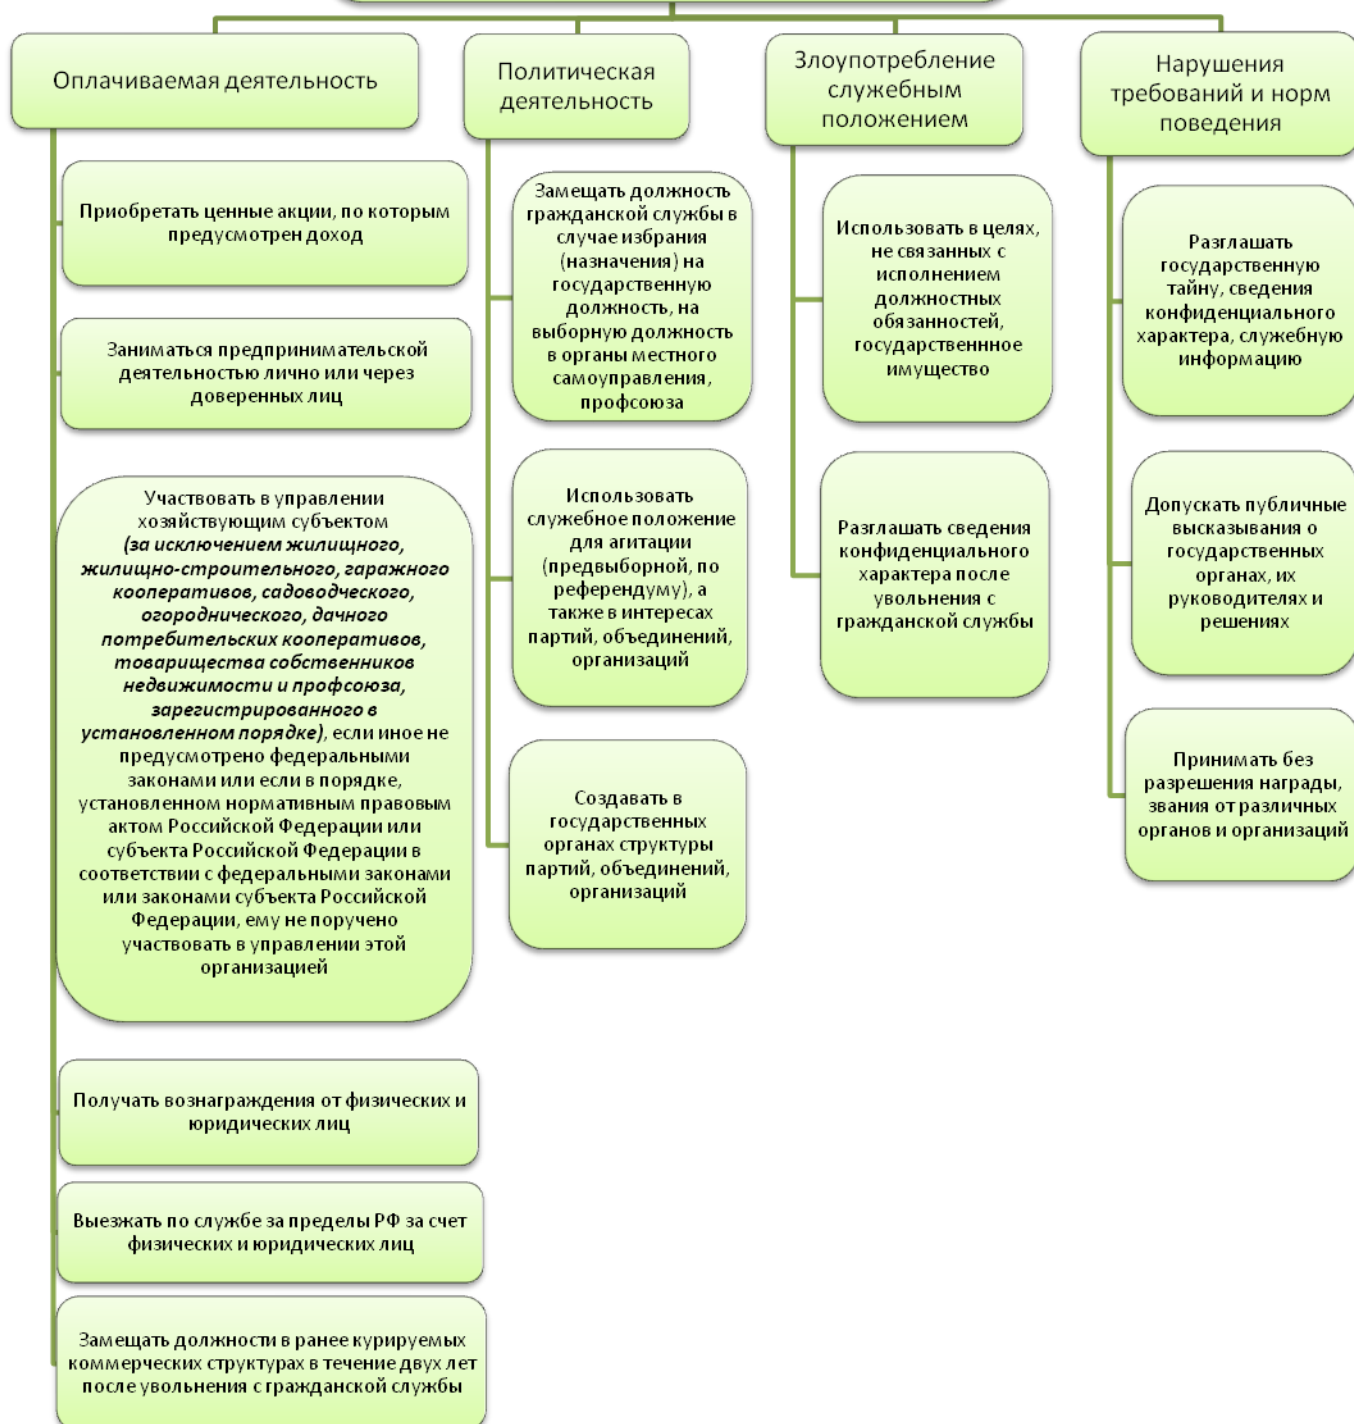 Оплачиваемая деятельность
Приобретать ценные акции, по которым
предусмотрен доход
Заниматься предпринимательской
деятельностью лично или через
доверенных лиц
Участвовать в управлении
хозяйствующим субъектом
(за исключением жилищного,
жилищно-строительного, гаражного
кооперативов, садоводческого,
огороднического, дачного
потребительских кооперативов,
товарищества собственников
недвижимости и профсоюза,
зарегистрированного в
установленном порядке), если иное не
предусмотрено федеральными
законами или если в порядке,
установленном нормативным правовым
актом Российской Федерации или
субъекта Российской Федерации в
соответствии с федеральными законами
или законами субъекта Российской
Федерации, ему не поручено
участвовать в управлении этой
организацией
Получать вознаграждения от физических и
юридических лиц
Выезжать по службе за пределы РФ за счет
физических и юридических лиц
Замещать должности в ранее курируемых
коммерческих структурах в течение двух лет
после увольнения с гражданской службы
Политическая
деятельность
Замещать должность
гражданской службы в
случае избрания
(назначения) на
государственную
должность, на
выборную должность
в органы местного
самоуправления,
профсоюза
Использовать
служебное положение
для агитации
(предвыборной, по
референдуму), а
также в интересах
партий, объединений,
организаций
Создавать в
государственных
органах структуры
партий, объединений,
организаций
Злоупотребление
служебным
положением
Использовать в целях,
не связанных с
исполнением
должностных
обязанностей,
государственнное
имущество
Разглашать сведения
конфиденциального
характера после
увольнения с
гражданской службы
Нарушения
требований и норм
поведения
Разглашать
государственную
тайну, сведения
конфиденциального
характера, служебную
информацию
Допускать публичные
высказывания о
государственных
органах, их
руководителях и
решениях
Принимать без
разрешения награды,
звания от различных
органов и организаций